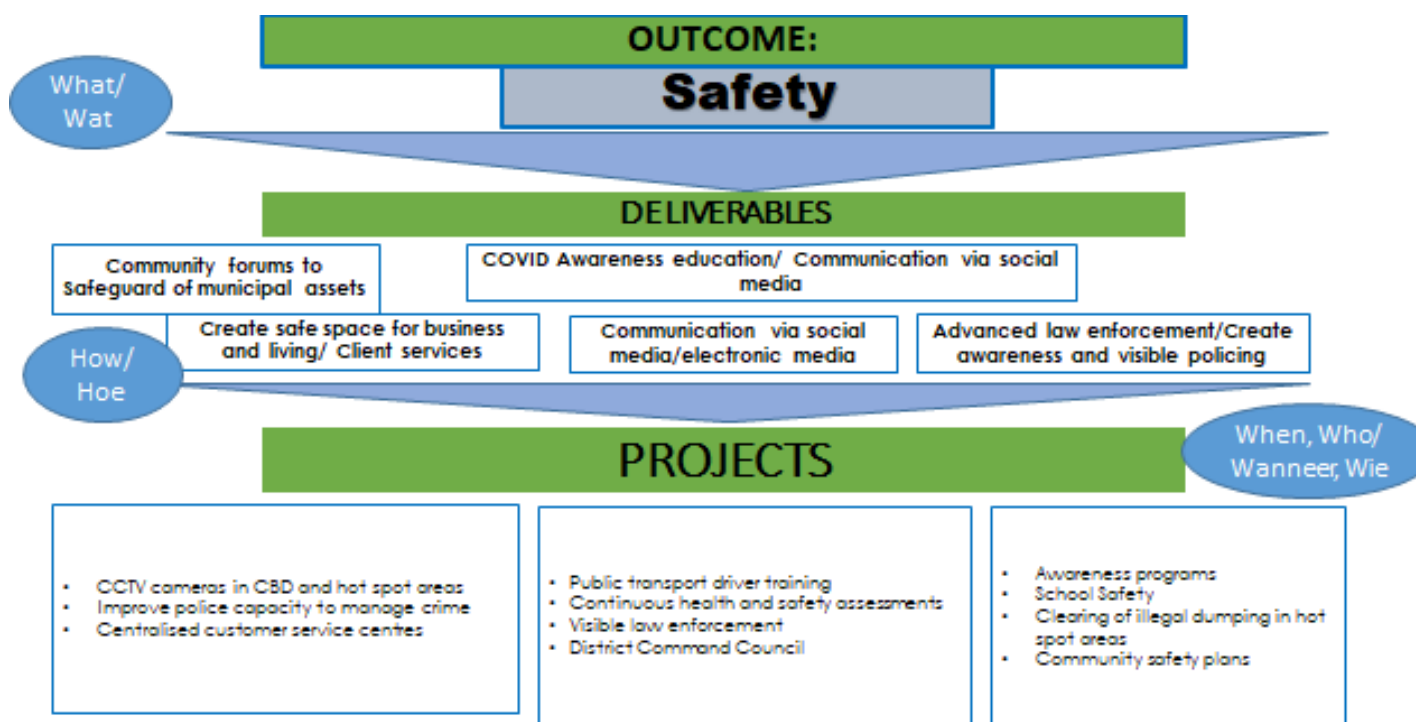 OUTCOME:
Safety
What/
Wat
DELIVERABLES
Community forums to
Safeguard of municipal assets
COVID Awareness education/ Communication via social
media
Create safe space for business
and living/ Client services
Communication via social
media/electronic media
Advanced law enforcement/Create
awareness and visible policing
How/
Hoe
PROJECTS
When, Who/
Wanneer, Wie
• CCTV cameras in CBD and hot spot areas
• Improve police capacity to manage crime
• Centralised customer service centres
• Public transport driver training
• Continuous health and safety assessments
• Visible law enforcement
• District Command Council
• Awareness programs
• School Safety
• Clearing of illegal dumping in hot
spot areas
• Community safety plans